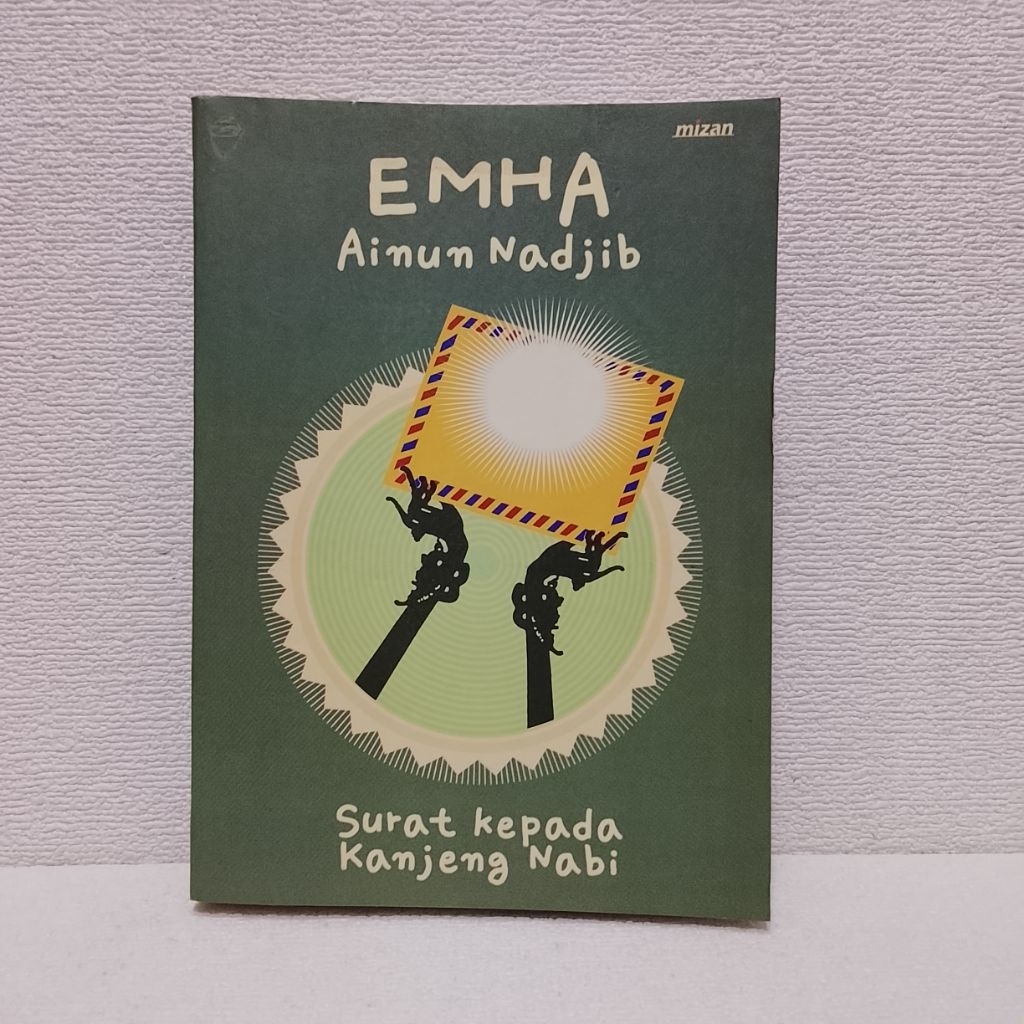 mizan
EMHA
Ainun Nadjib
Surat kepada
Kanjeng Nabi